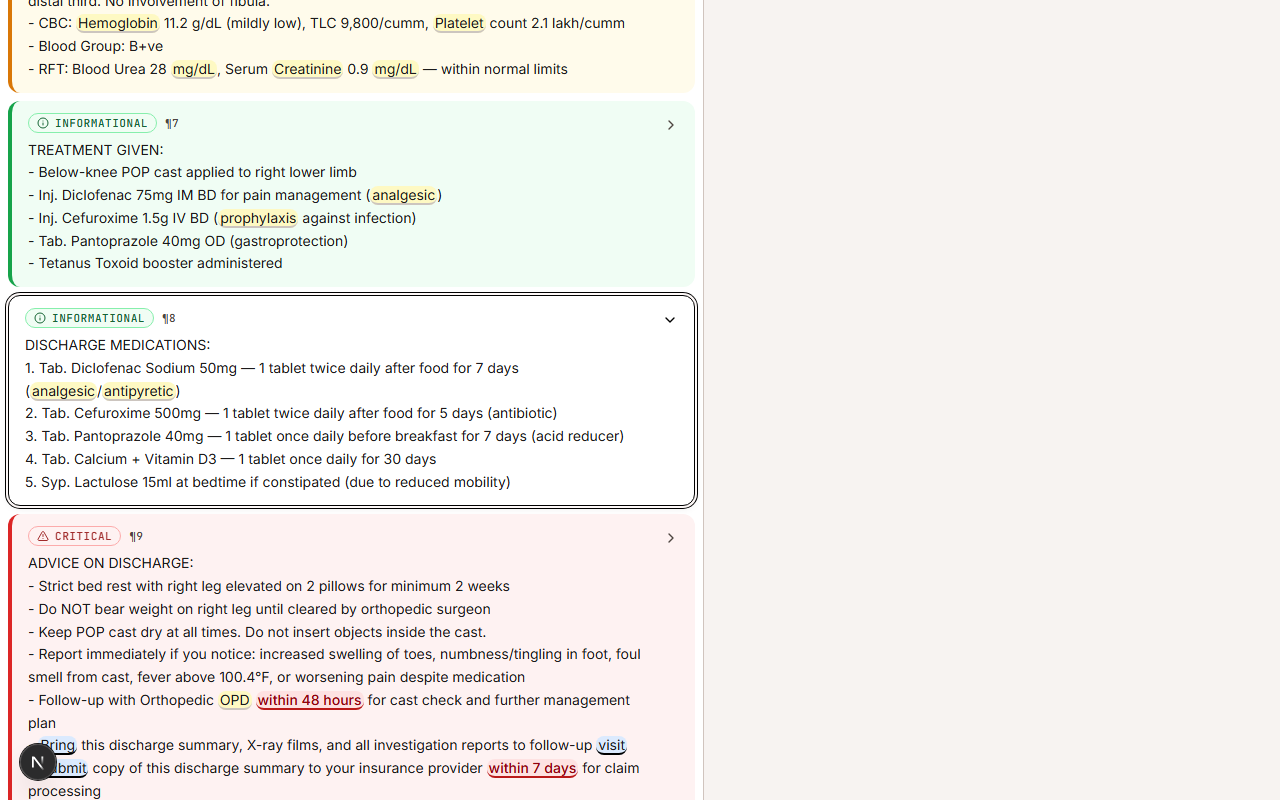 distal third. No involvement of fibula.
- CBC: Hemoglobin 11.2 g/dL (mildly low), TLC 9,800/cumm, Platelet count 2.1 lakh/cumm
- Blood Group: B+ve
- RFT: Blood Urea 28 mg/dL, Serum Creatinine 0.9 mg/dL — within normal limits
INFORMATIONAL ¶7
TREATMENT GIVEN:
- Below-knee POP cast applied to right lower limb
- Inj. Diclofenac 75mg IM BD for pain management (analgesic)
- Inj. Cefuroxime 1.5g IV BD (prophylaxis against infection)
- Tab. Pantoprazole 40mg OD (gastroprotection)
- Tetanus Toxoid booster administered
INFORMATIONAL ¶8
DISCHARGE MEDICATIONS:
1. Tab. Diclofenac Sodium 50mg — 1 tablet twice daily after food for 7 days
(analgesic/antipyretic)
2. Tab. Cefuroxime 500mg — 1 tablet twice daily after food for 5 days (antibiotic)
3. Tab. Pantoprazole 40mg — 1 tablet once daily before breakfast for 7 days (acid reducer)
4. Tab. Calcium + Vitamin D3 — 1 tablet once daily for 30 days
5. Syp. Lactulose 15ml at bedtime if constipated (due to reduced mobility)
CRITICAL ¶9
ADVICE ON DISCHARGE:
- Strict bed rest with right leg elevated on 2 pillows for minimum 2 weeks
- Do NOT bear weight on right leg until cleared by orthopedic surgeon
- Keep POP cast dry at all times. Do not insert objects inside the cast.
- Report immediately if you notice: increased swelling of toes, numbness/tingling in foot, foul
smell from cast, fever above 100.4°F, or worsening pain despite medication
- Follow-up with Orthopedic OPD within 48 hours for cast check and further management
plan
Bring this discharge summary, X-ray films, and all investigation reports to follow-up visit
N bmit copy of this discharge summary to your insurance provider within 7 days for claim
processing